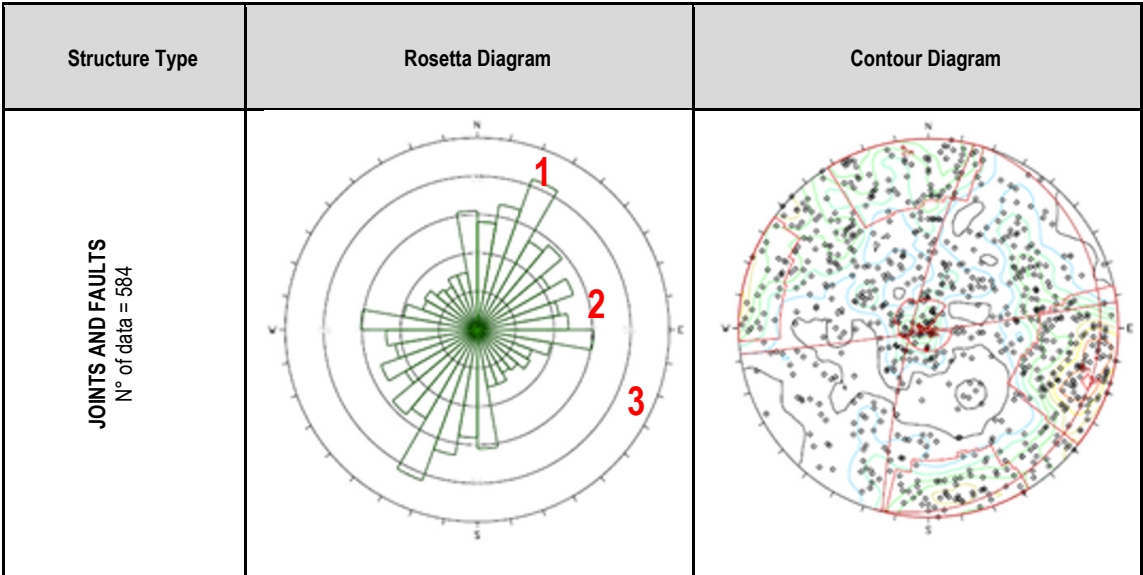 Structure Type
Rosetta Diagram
Contour Diagram
JOINTS AND FAULTS
N° of data = 584
N
W
E
S
1
2
3
N
W
E
S